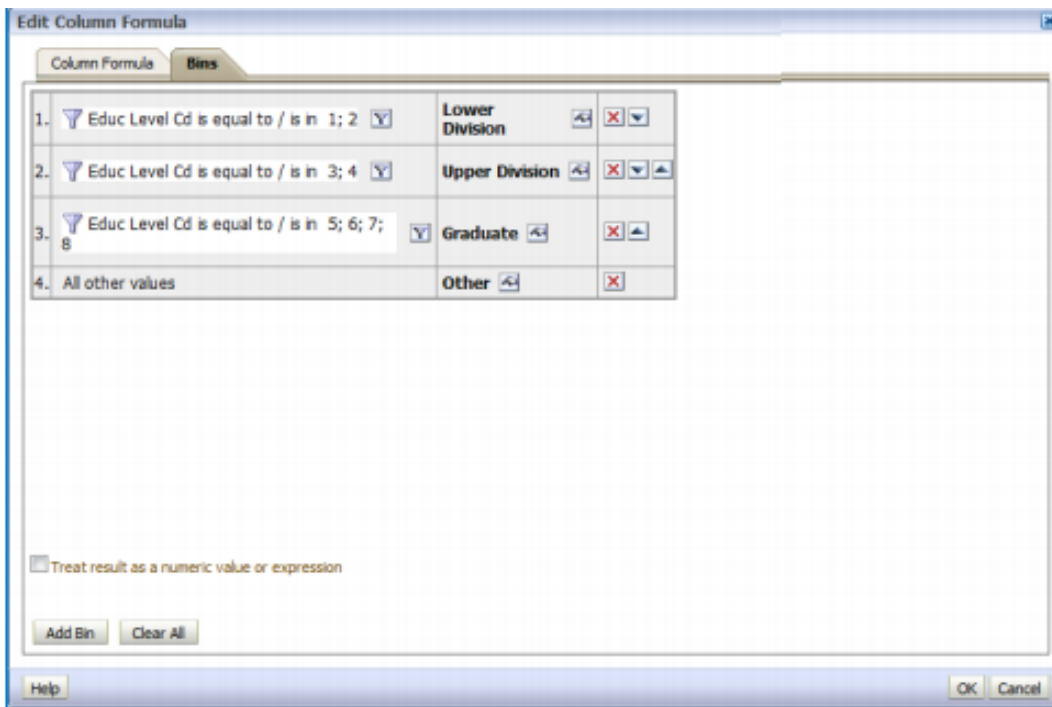 Edit Column Formula
Column Formula Bins
1. Educ Level Cd is equal to / is in 1; 2 Lower
Division
2. Educ Level Cd is equal to / is in 3; 4 Upper Division
3. Educ Level Cd is equal to / is in 5; 6; 7;
8 Graduate
4. All other values Other
Treat result as a numeric value or expression
Add Bin Clear All
Help OK Cancel